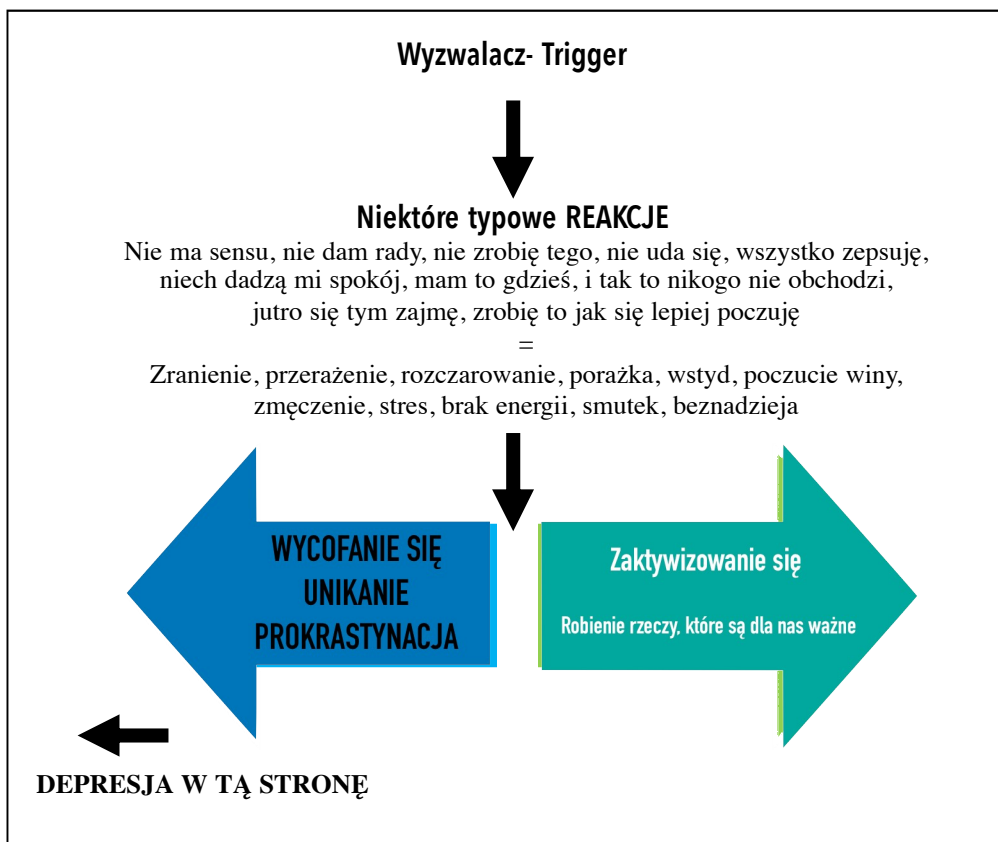 Wyzwalacz- Trigger
Niektóre typowe REAKCJE
Nie ma sensu, nie dam rady, nie zrobię tego, nie uda się, wszystko zepsuję,
niech dadzą mi spokój, mam to gdzieś, i tak to nikogo nie obchodzi,
jutro się tym zajmę, zrobię to jak się lepiej poczuję
=
Zranienie, przerażenie, rozczarowanie, porażka, wstyd, poczucie winy,
zmęczenie, stres, brak energii, smutek, beznadzieja
WYCOFANIE SIĘ
UNIKANIE
PROKRASTYNACJA
Zaktywizowanie się
Robienie rzeczy, które są dla nas ważne
DEPRESJA W TĄ STRONĘ